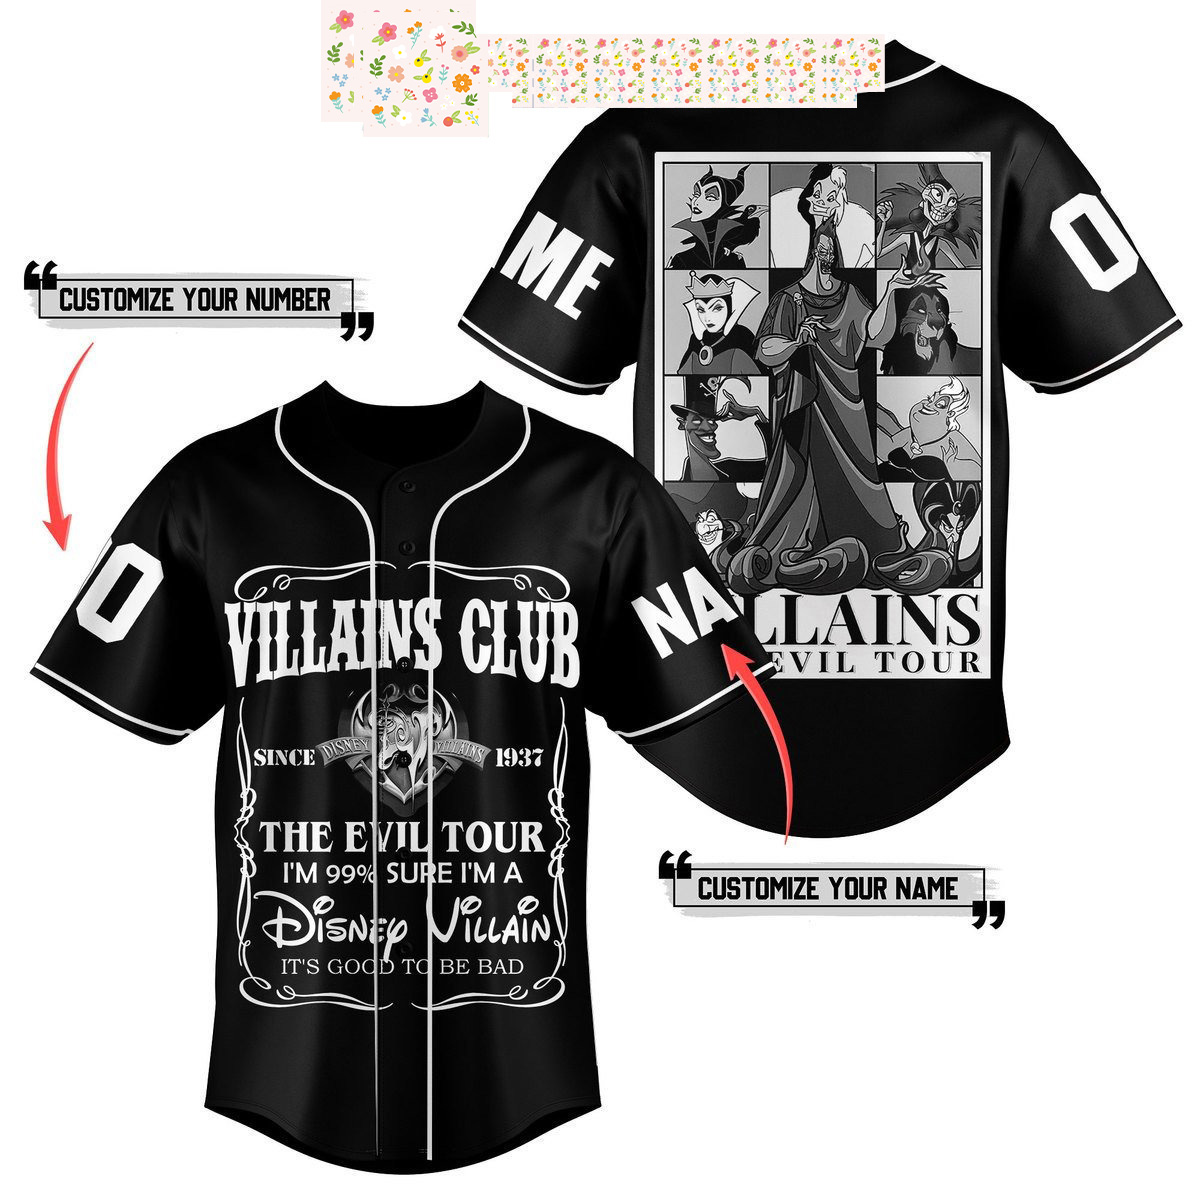 CUSTOMIZE YOUR NUMBER
ME
0
00
NA
VILLAINS CLUB
SINCE DISNEY VILLAINS 1937
THE EVIL TOUR
I'M 99% SURE I'M A
Disney Villain
IT'S GOOD TO BE BAD
LLAINS
EVIL TOUR
CUSTOMIZE YOUR NAME